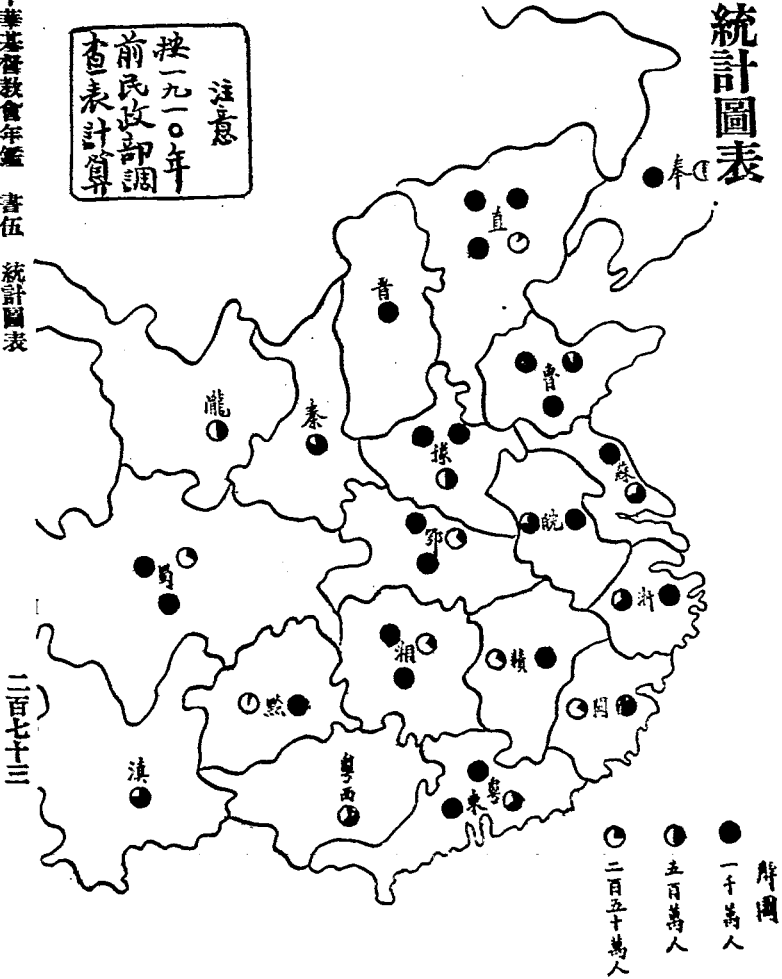 統計圖表
注意
按一九一〇年
前民政部調
查表計算
中華基督教會年鑑 書伍 統計圖表
二百七十三
奉
直
晉
魯
隴
秦
豫
蘇
皖
鄂
蜀
浙
湘
贛
閩
黔
滇
粵西
粵東
解圖
一千萬人
五百萬人
二百五十萬人